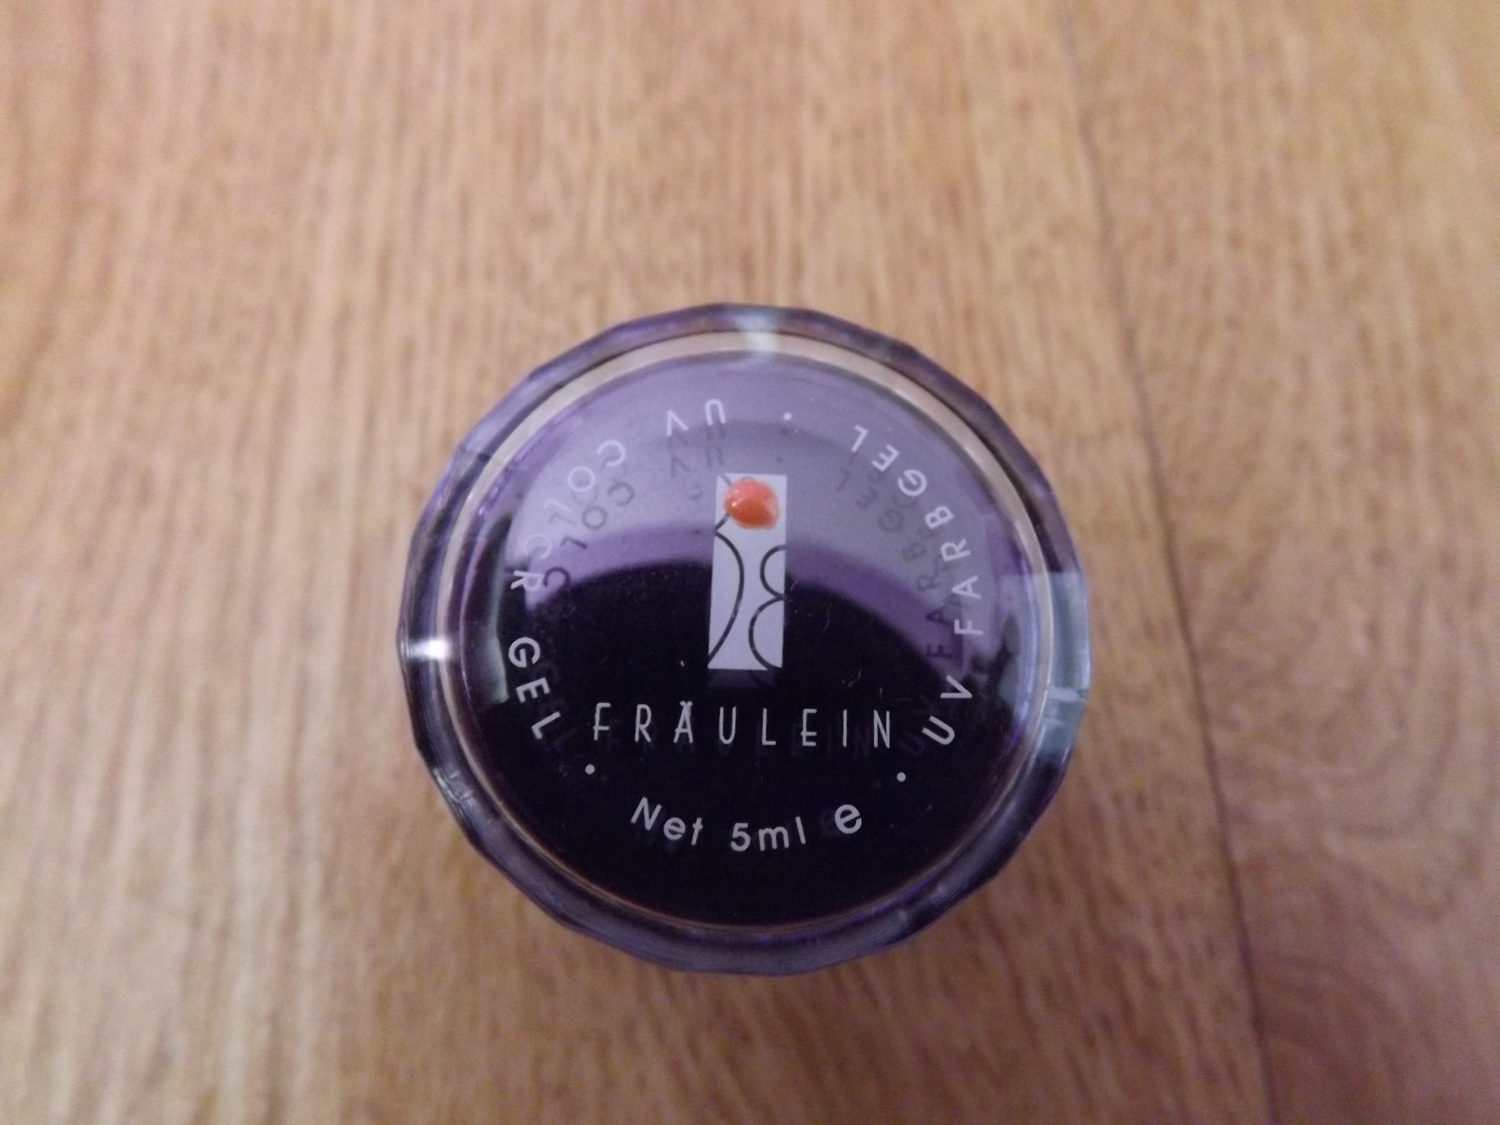 UV COLOR GEL
UV FARBGEL
FRÄULEIN
Net 5ml e